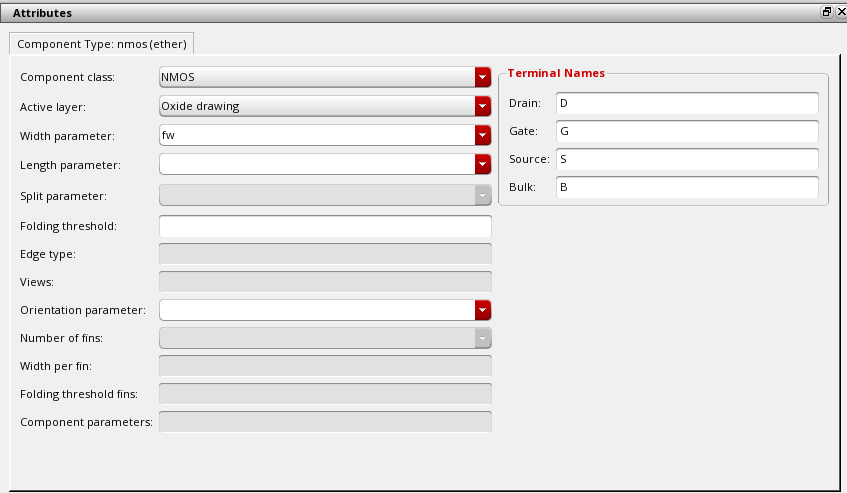 Attributes
Component Type: nmos (ether)
Component class: NMOS
Active layer: Oxide drawing
Width parameter: fw
Length parameter:
Split parameter:
Folding threshold:
Edge type:
Views:
Orientation parameter:
Number of fins:
Width per fin:
Folding threshold fins:
Component parameters:
Terminal Names
Drain: D
Gate: G
Source: S
Bulk: B